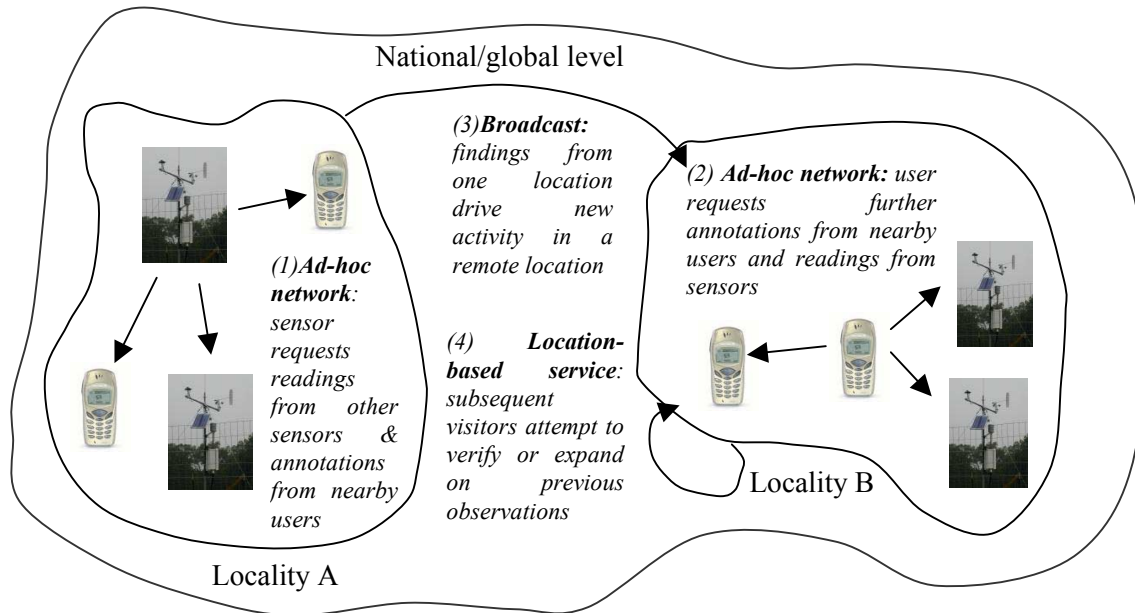 National/global level
(3)Broadcast:
findings from
one location
drive new
activity in a
remote location
(2) Ad-hoc network: user
requests further
annotations from nearby
users and readings from
sensors
(1)Ad-hoc
network:
sensor
requests
readings
from other
sensors &
annotations
from nearby
users
(4) Location-
based service:
subsequent
visitors attempt to
verify or expand
on previous
observations
Locality B
Locality A